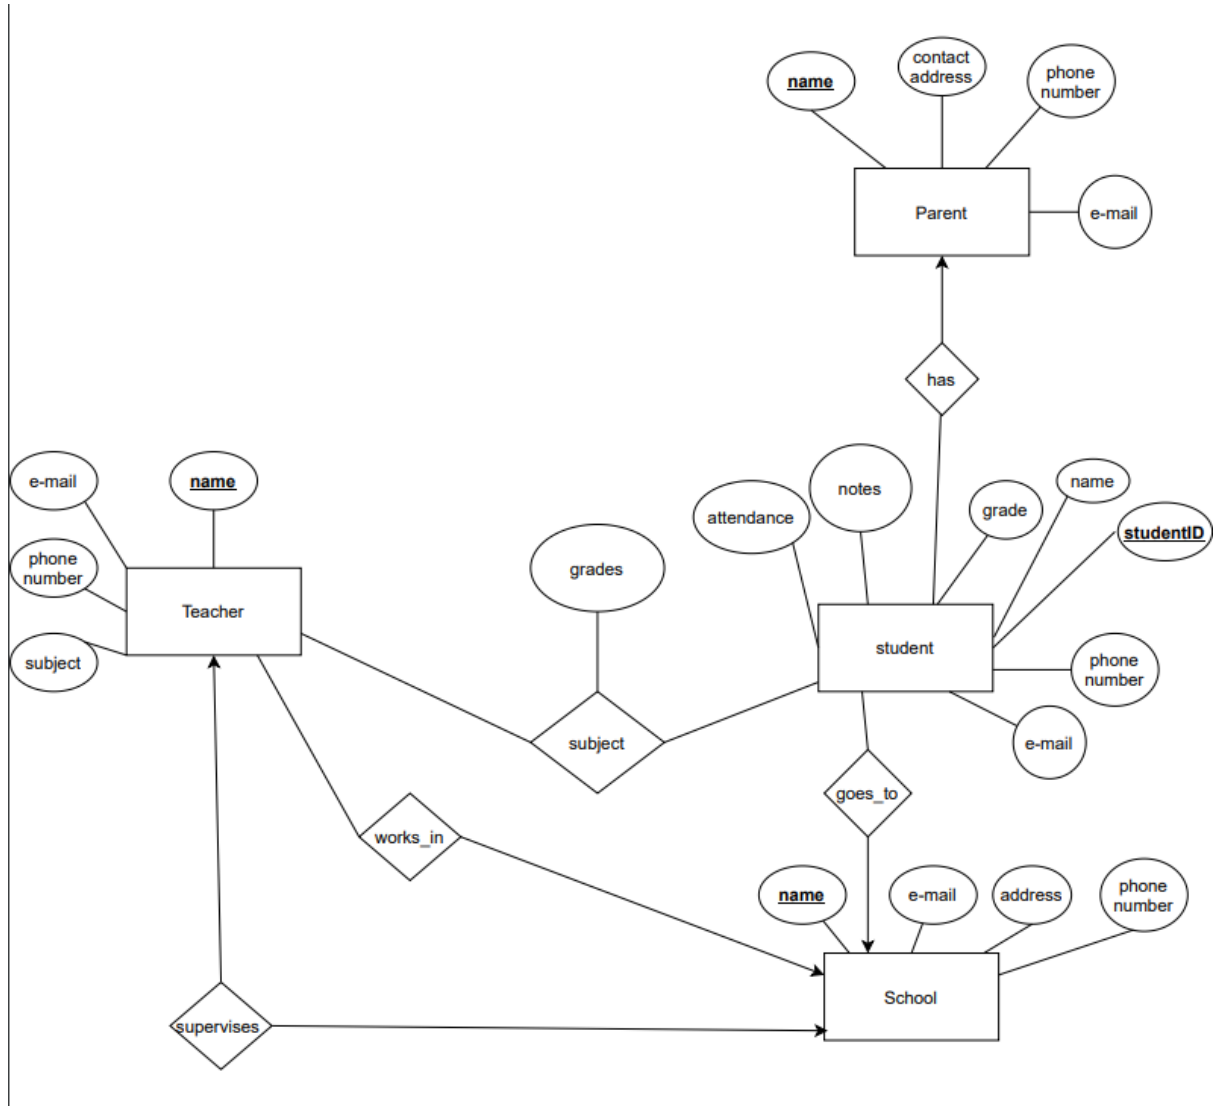 name
contact
address
phone
number
Parent
e-mail
has
e-mail
name
phone
number
Teacher
subject
grades
subject
attendance
notes
grade
name
studentID
student
phone
number
e-mail
goes_to
works_in
name
e-mail
address
phone
number
School
supervises